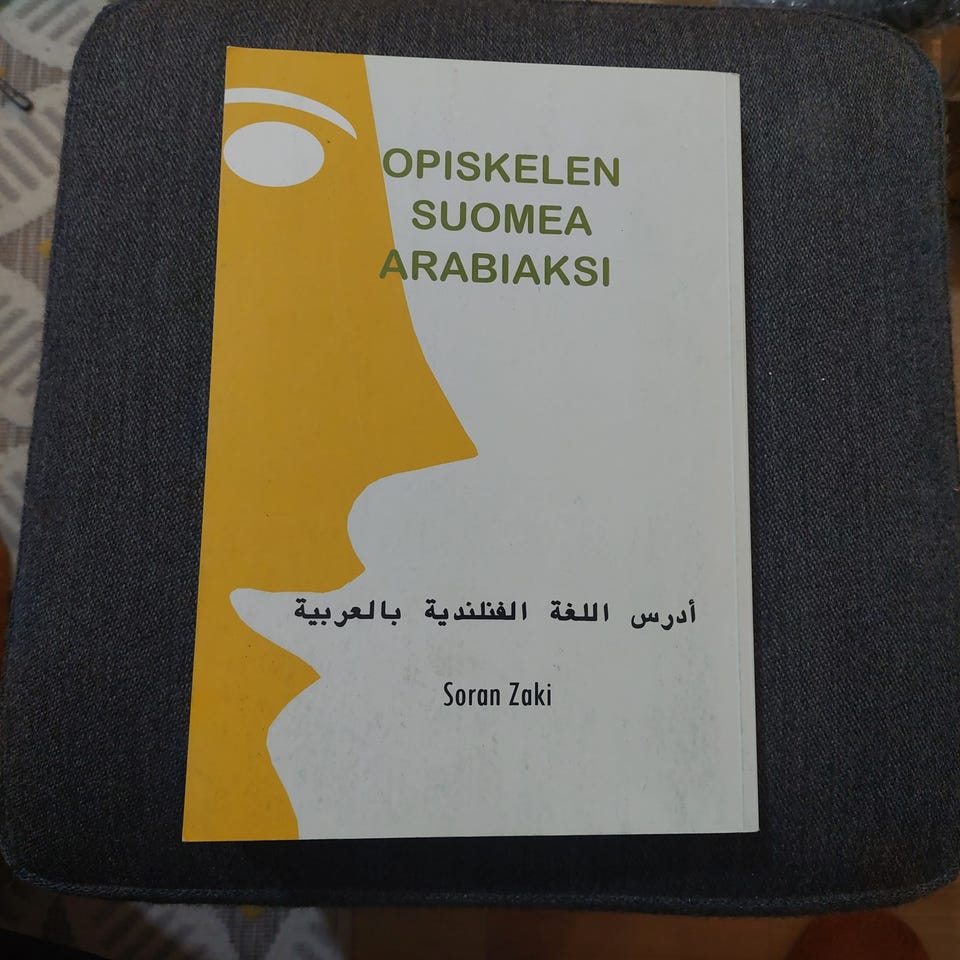 OPISKELEN
SUOMEA
ARABIAKSI
أدرس اللغة الفنلندية بالعربية
Soran Zaki